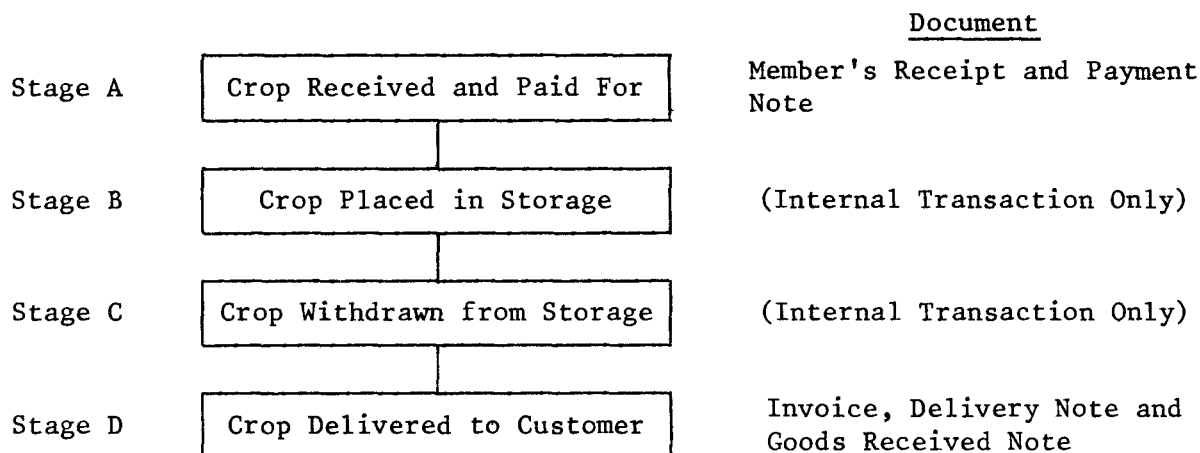 Document
Stage A Crop Received and Paid For Member's Receipt and Payment
Note
Stage B Crop Placed in Storage (Internal Transaction Only)
Stage C Crop Withdrawn from Storage (Internal Transaction Only)
Stage D Crop Delivered to Customer Invoice, Delivery Note and
Goods Received Note